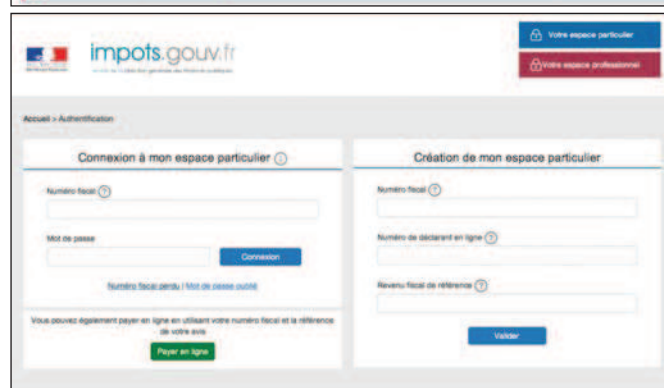 Votre espace particulier
impots.gouv.fr
Votre espace professionnel
Accueil > Authentification
Connexion à mon espace particulier
Numéro fiscal ?
Mot de passe
Connexion
Numéro fiscal perdu | Mot de passe oublié
Vous pouvez également payer en ligne en utilisant votre numéro fiscal et la référence
de votre avis
Payer en ligne
Création de mon espace particulier
Numéro fiscal ?
Numéro de déclarant en ligne ?
Revenu fiscal de référence ?
Valider